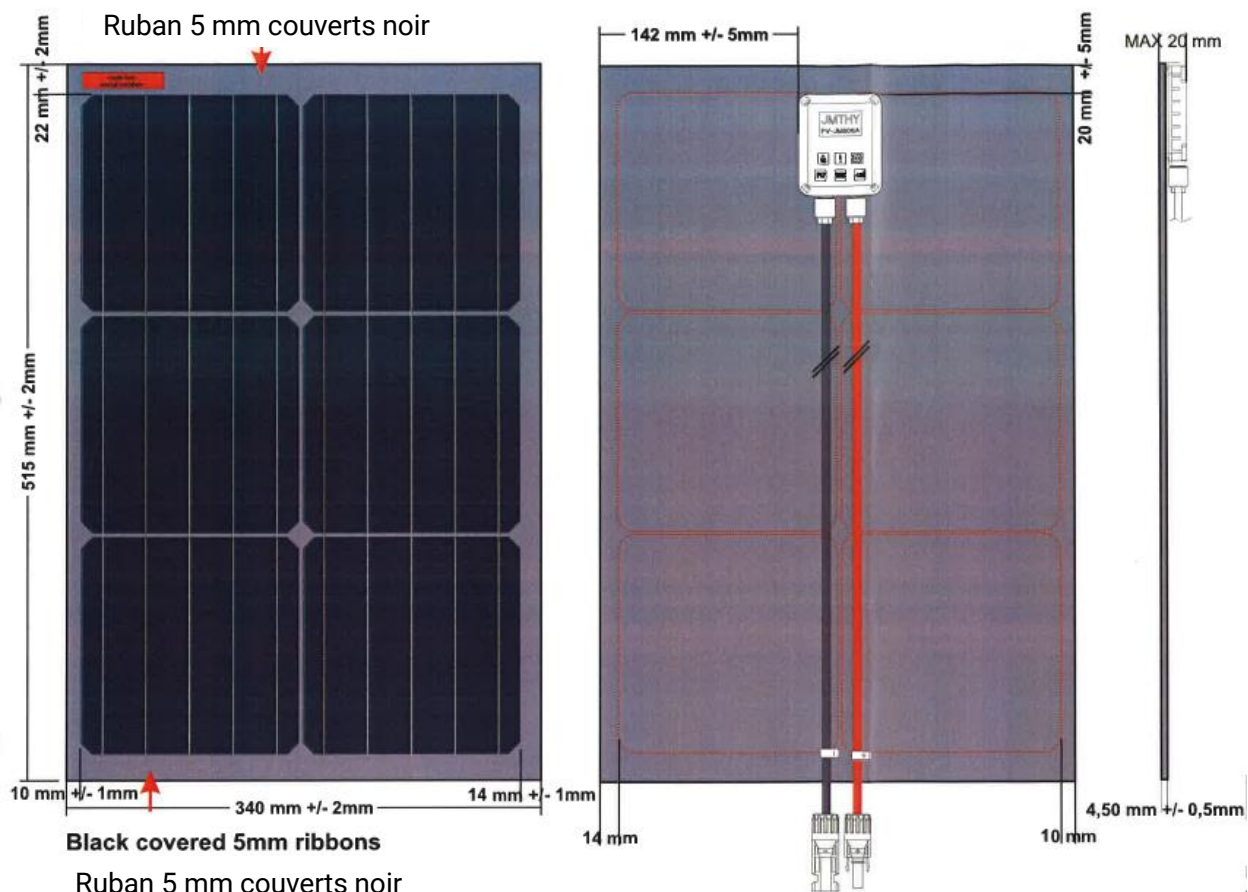 Ruban 5 mm couverts noir
22 mm +/- 2mm
515 mm +/- 2mm
10 mm +/- 1mm
340 mm +/- 2mm
14 mm +/- 1mm
Black covered 5mm ribbons
Ruban 5 mm couverts noir
142 mm +/- 5mm
20 mm +/- 5mm
JMTHY
14 mm
10 mm
MAX 20 mm
4,50 mm +/- 0,5mm